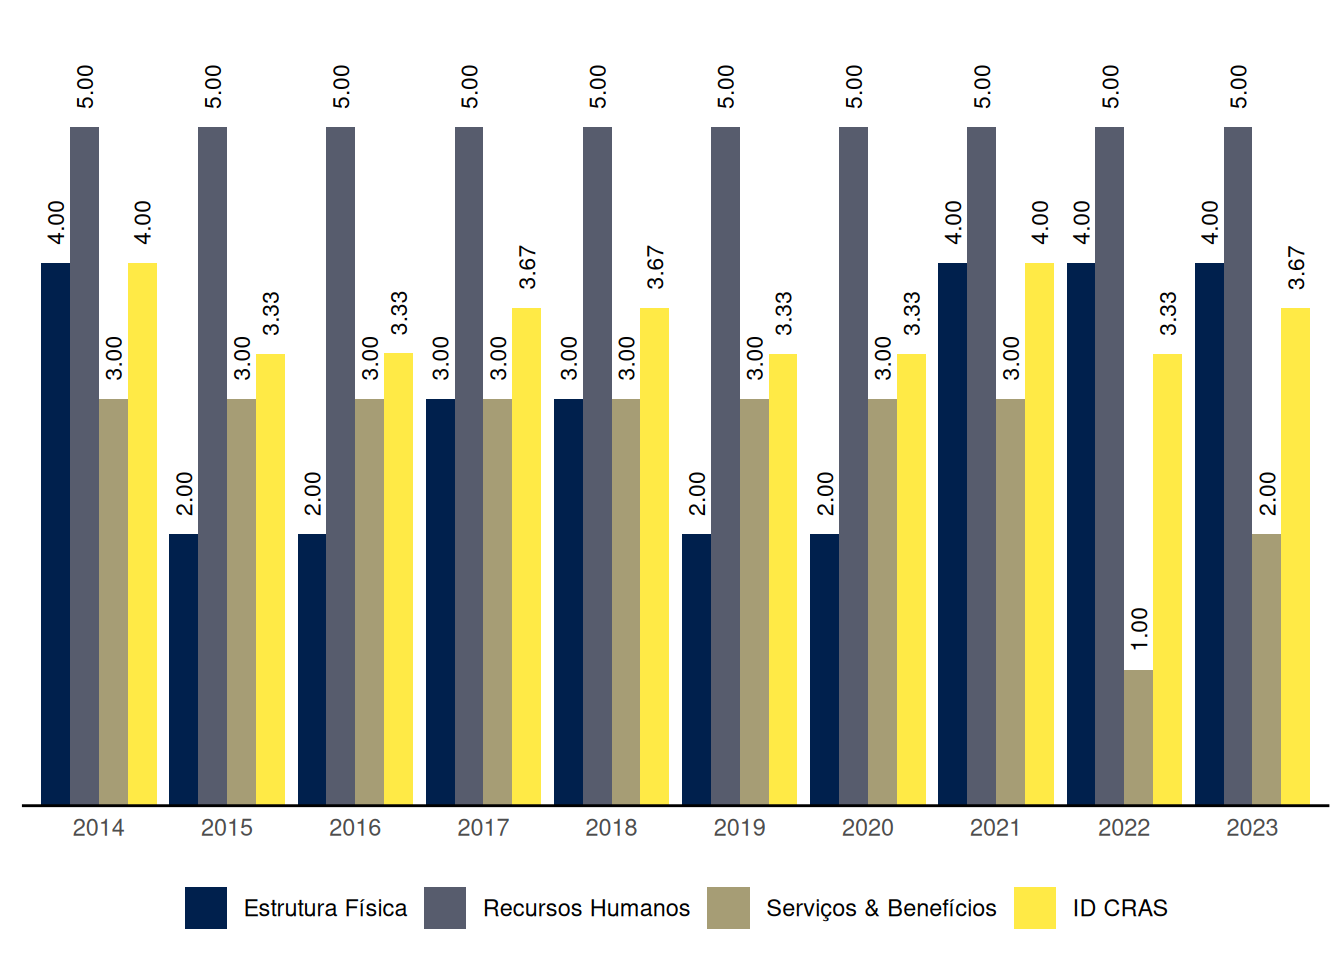 5.00 5.00 5.00 5.00 5.00 5.00 5.00 5.00 5.00 5.00
4.00 4.00 4.00 4.00 4.00 4.00
3.67 3.67 3.67
3.33 3.33 3.33 3.33 3.33
3.00 3.00 3.00 3.00 3.00 3.00 3.00 3.00 3.00 3.00
2.00 2.00 2.00 2.00 2.00
1.00
2014 2015 2016 2017 2018 2019 2020 2021 2022 2023
Estrutura Física Recursos Humanos Serviços & Benefícios ID CRAS